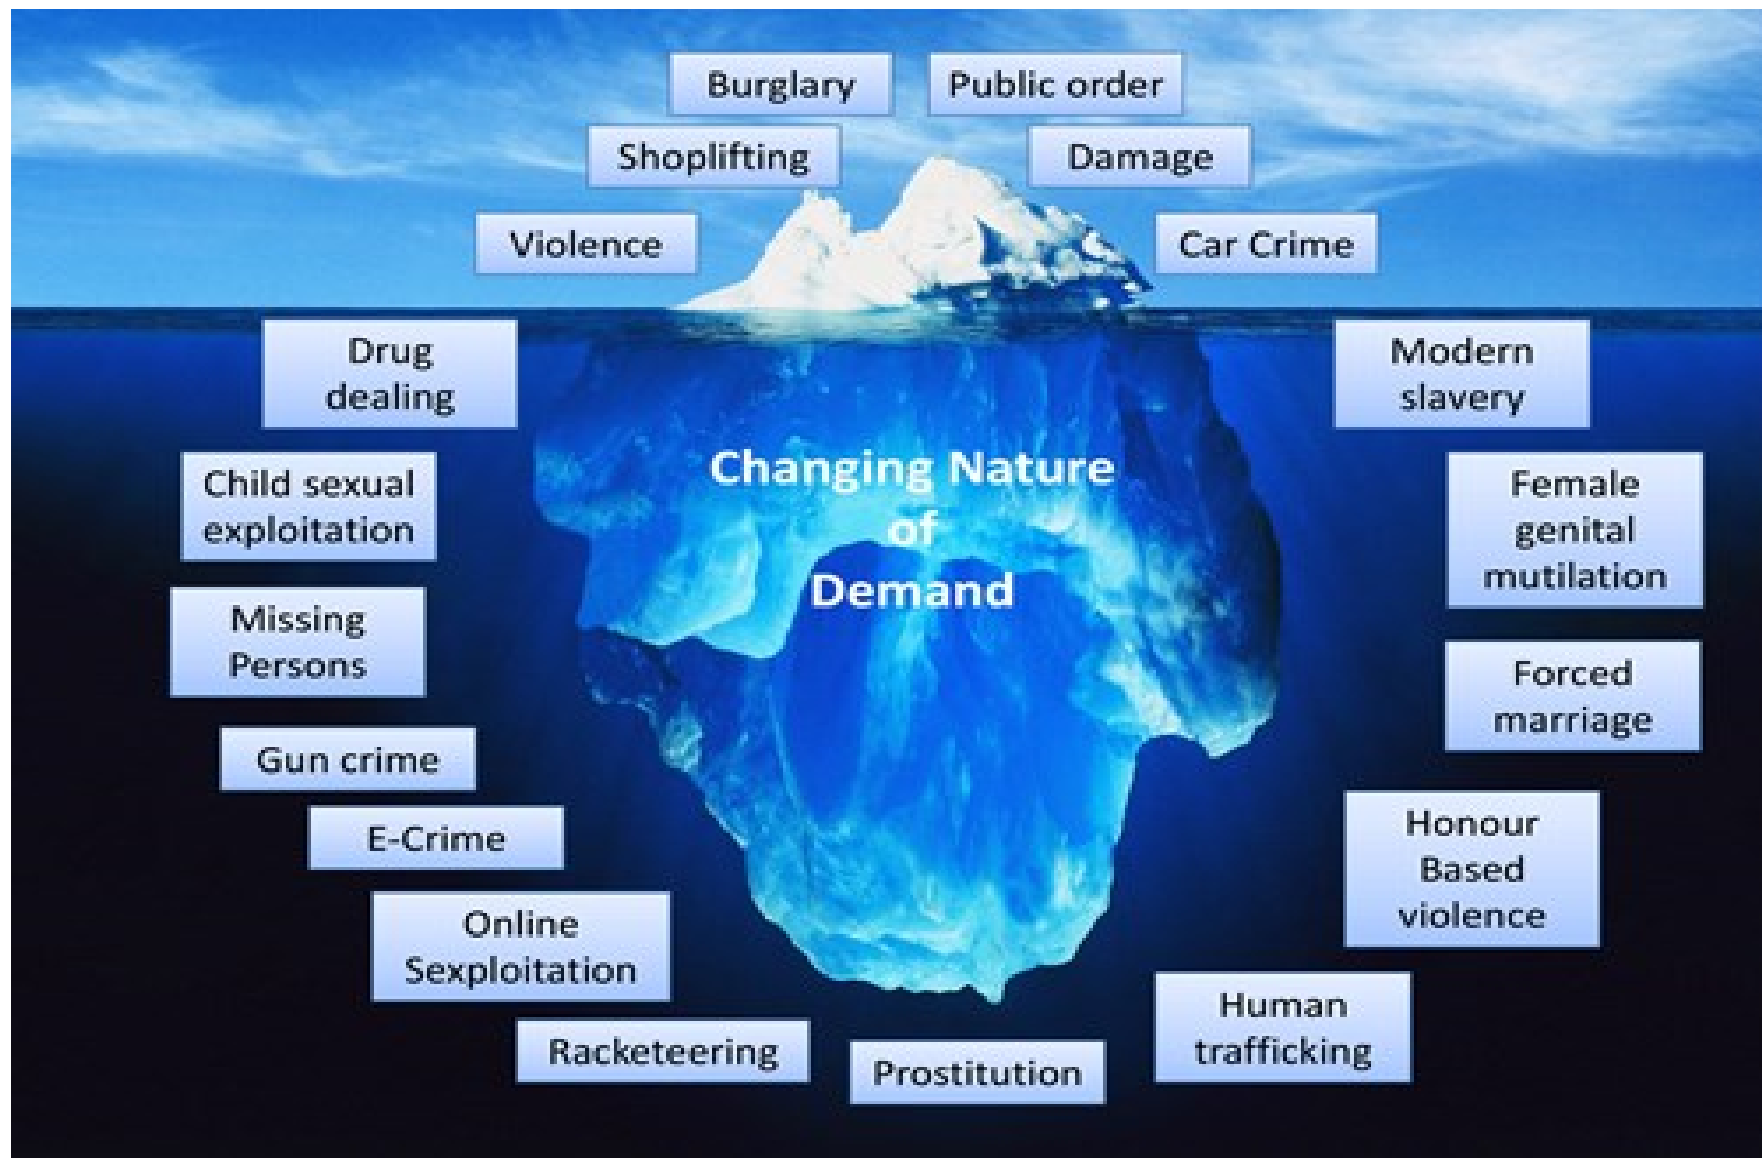 Burglary
Public order
Shoplifting
Damage
Violence
Car Crime
Drug
dealing
Modern
slavery
Child sexual
exploitation
Changing Nature
of
Demand
Female
genital
mutilation
Missing
Persons
Forced
marriage
Gun crime
E-Crime
Honour
Based
violence
Online
Sexploitation
Human
trafficking
Racketeering
Prostitution